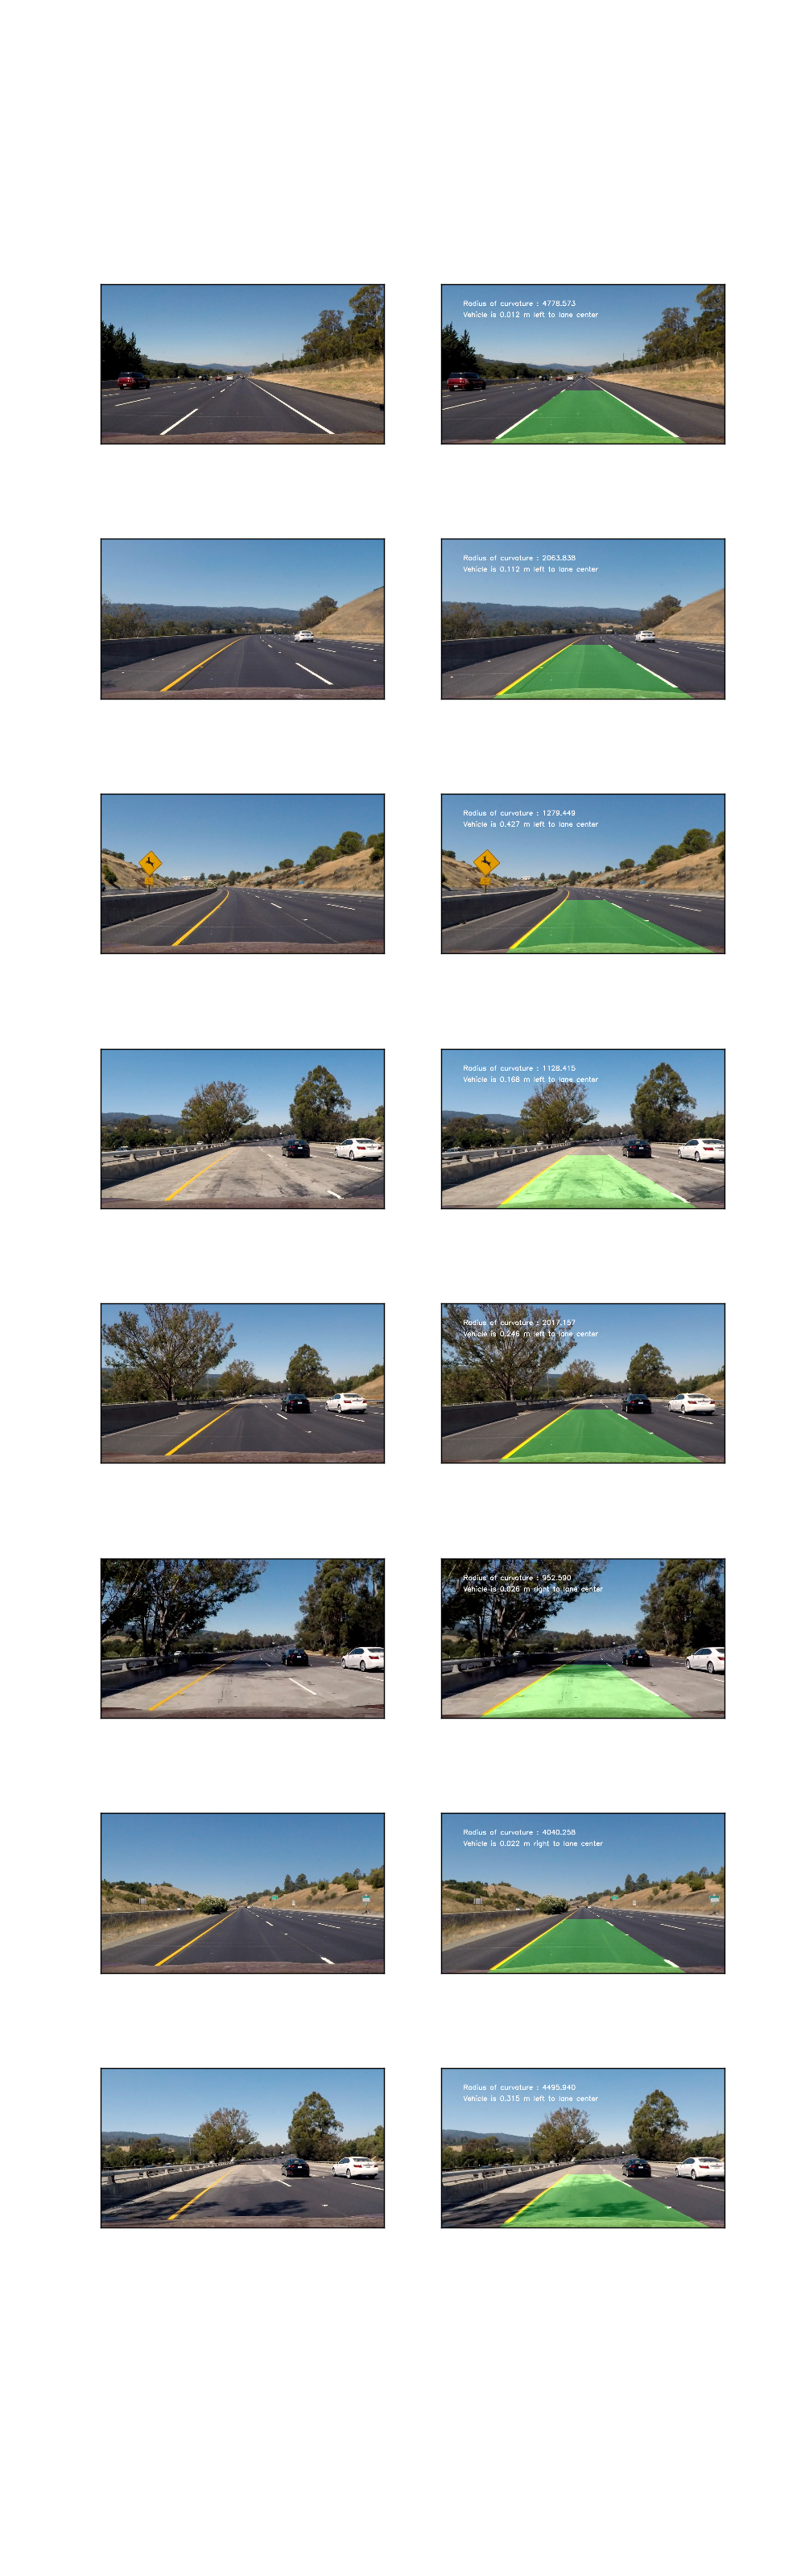 Radius of curvature : 4778.573
Vehicle is 0.012 m left to lane center
Radius of curvature : 2063.838
Vehicle is 0.112 m left to lane center
Radius of curvature : 1279.449
Vehicle is 0.427 m left to lane center
Radius of curvature : 1128.415
Vehicle is 0.168 m left to lane center
Radius of curvature : 2017.157
Vehicle is 0.246 m left to lane center
Radius of curvature : 952.590
Vehicle is 0.026 m right to lane center
Radius of curvature : 4040.258
Vehicle is 0.022 m right to lane center
Radius of curvature : 4495.940
Vehicle is 0.315 m left to lane center